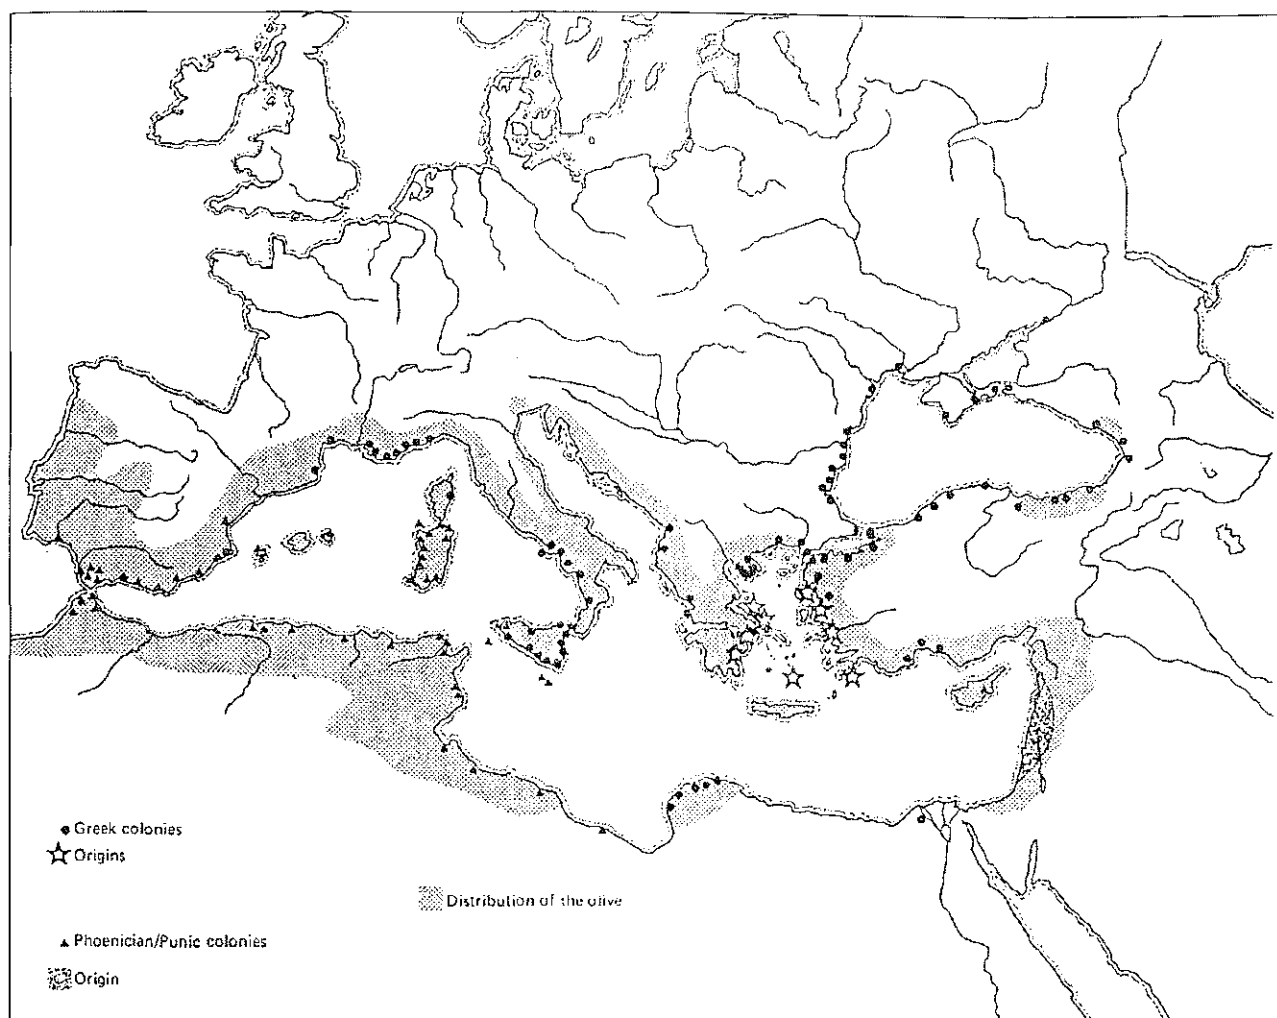 Greek colonies
Origins
Distribution of the olive
Phoenician/Punic colonies
Origin